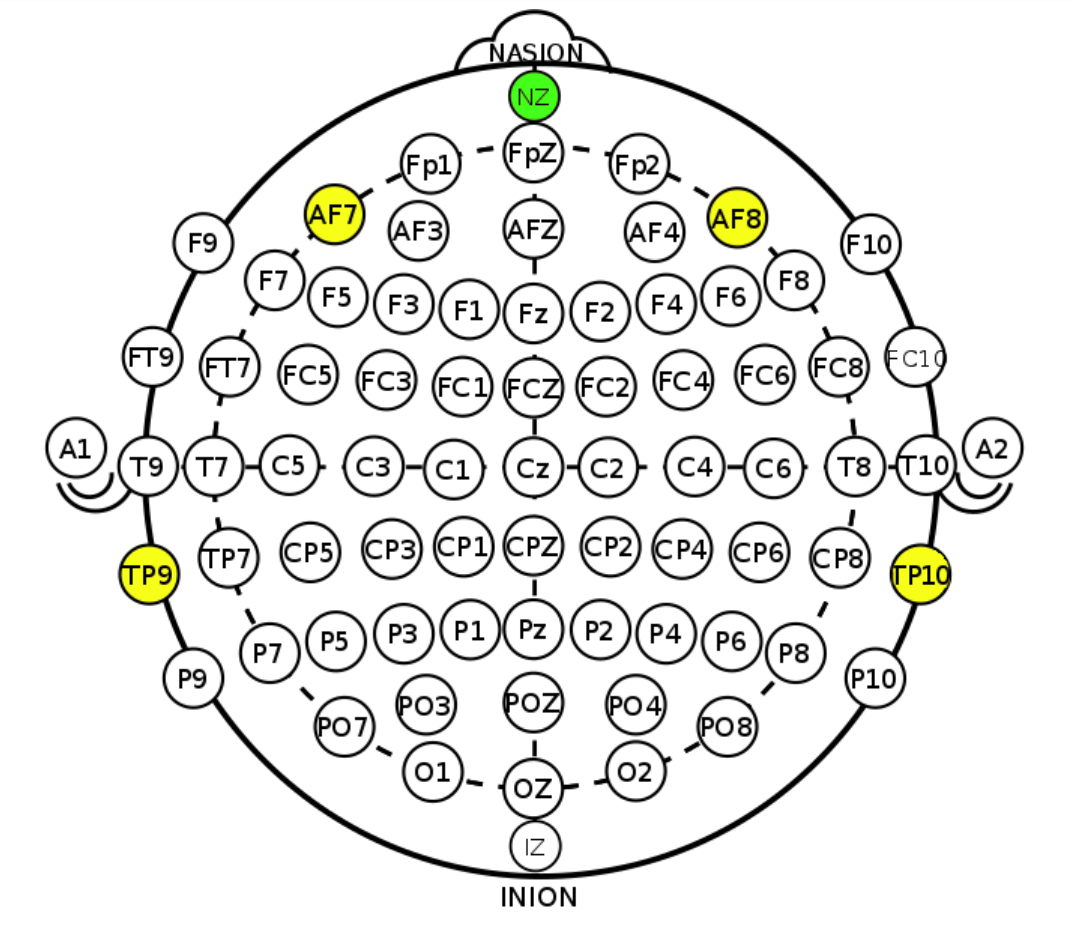 NASION
NZ
Fp1 FpZ Fp2
AF7 AF3 AFZ AF4 AF8
F9 F10
F7 F5 F3 F1 Fz F2 F4 F6 F8
FT9 FT7 FC5 FC3 FC1 FCZ FC2 FC4 FC6 FC8 FC10
A1 T9 T7 C5 C3 C1 Cz C2 C4 C6 T8 T10 A2
TP9 TP7 CP5 CP3 CP1 CPZ CP2 CP4 CP6 CP8 TP10
P9 P7 P5 P3 P1 Pz P2 P4 P6 P8 P10
PO7 PO3 POZ PO4 PO8
O1 OZ O2
IZ
INION